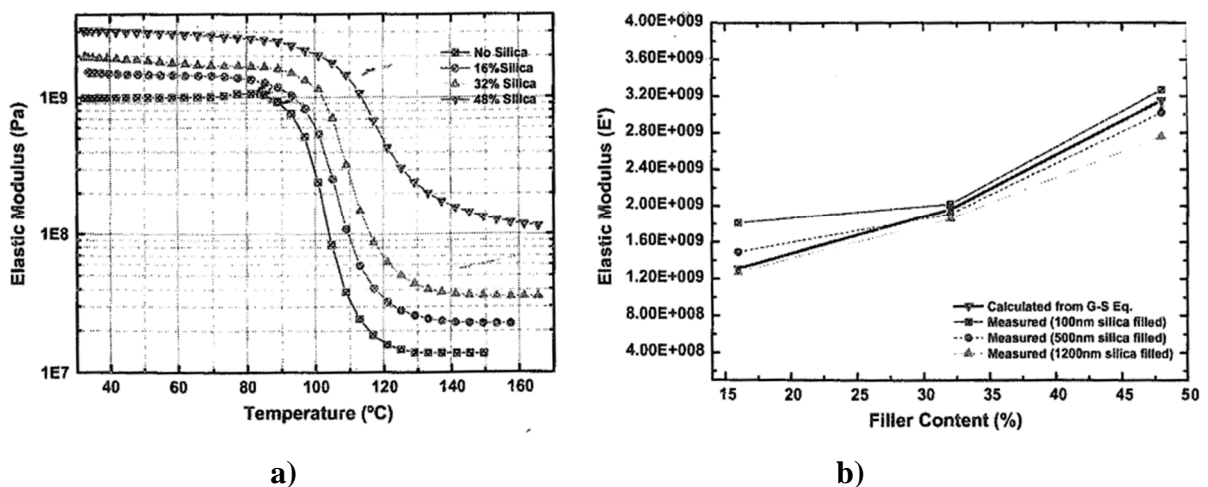 Elastic Modulus (Pa)
1E9
1E8
1E7
No Silica
16%Silica
32% Silica
48% Silica
40 60 80 100 120 140 160
Temperature (ºC)
a)
Elastic Modulus (E')
4.00E+009
3.60E+009
3.20E+009
2.80E+009
2.40E+009
2.00E+009
1.60E+009
1.20E+009
8.00E+008
4.00E+008
Calculated from G-S Eq.
Measured (100nm silica filled)
Measured (500nm silica filled)
Measured (1200nm silica filled)
15 20 25 30 35 40 45 50
Filler Content (%)
b)